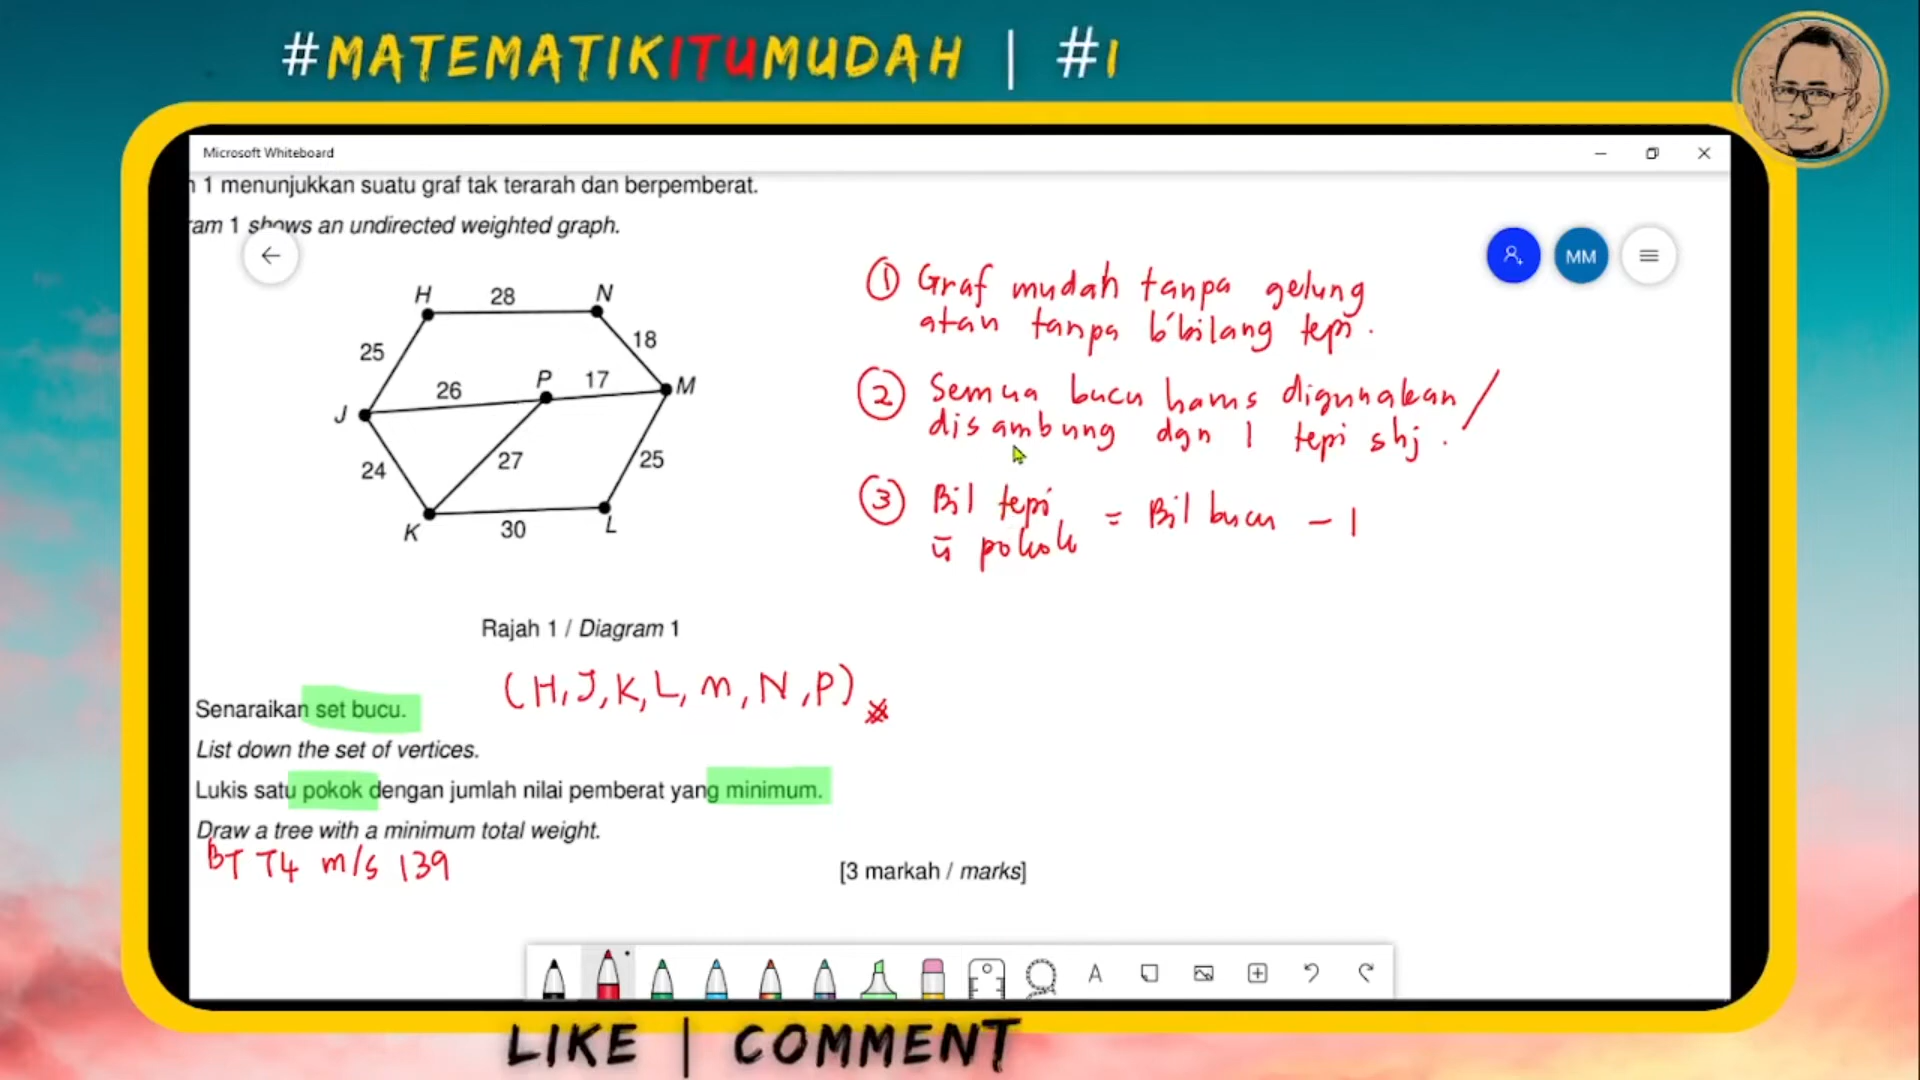 #MATEMATIKITUMUDAH | #1
Microsoft Whiteboard
1 menunjukkan suatu graf tak terarah dan berpemberat.
ram 1 shows an undirected weighted graph.
MM
H 28 N
25 18
26 P 17 M
J
24 27 25
K 30 L
Rajah 1 / Diagram 1
① Graf mudah tanpa gelung
atau tanpa b'bilang tepi.
② Semua bucu harus digunakan /
disambung dgn 1 tepi shj.
③ Bil tepi = Bil bucu - 1
ū pokok
(H, J, K, L, M, N, P)
Senaraikan set bucu.
List down the set of vertices.
Lukis satu pokok dengan jumlah nilai pemberat yang minimum.
Draw a tree with a minimum total weight.
BT T4 m/s 139
[3 markah / marks]
A
LIKE | COMMENT